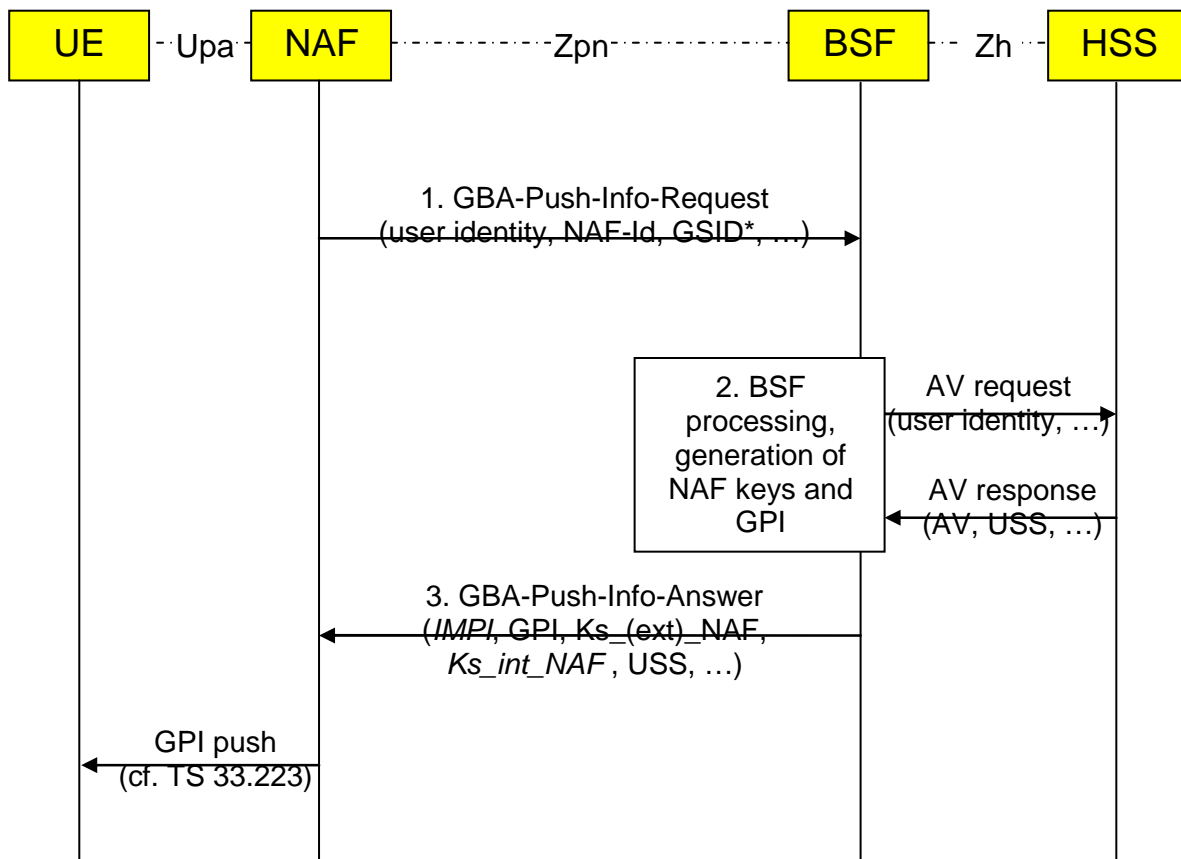 UE Upa NAF Zpn BSF Zh HSS
1. GBA-Push-Info-Request
(user identity, NAF-Id, GSID*, …)
2. BSF
processing,
generation of
NAF keys and
GPI
AV request
(user identity, …)
AV response
(AV, USS, …)
3. GBA-Push-Info-Answer
(IMPI, GPI, Ks_(ext)_NAF,
Ks_int_NAF , USS, …)
GPI push
(cf. TS 33.223)